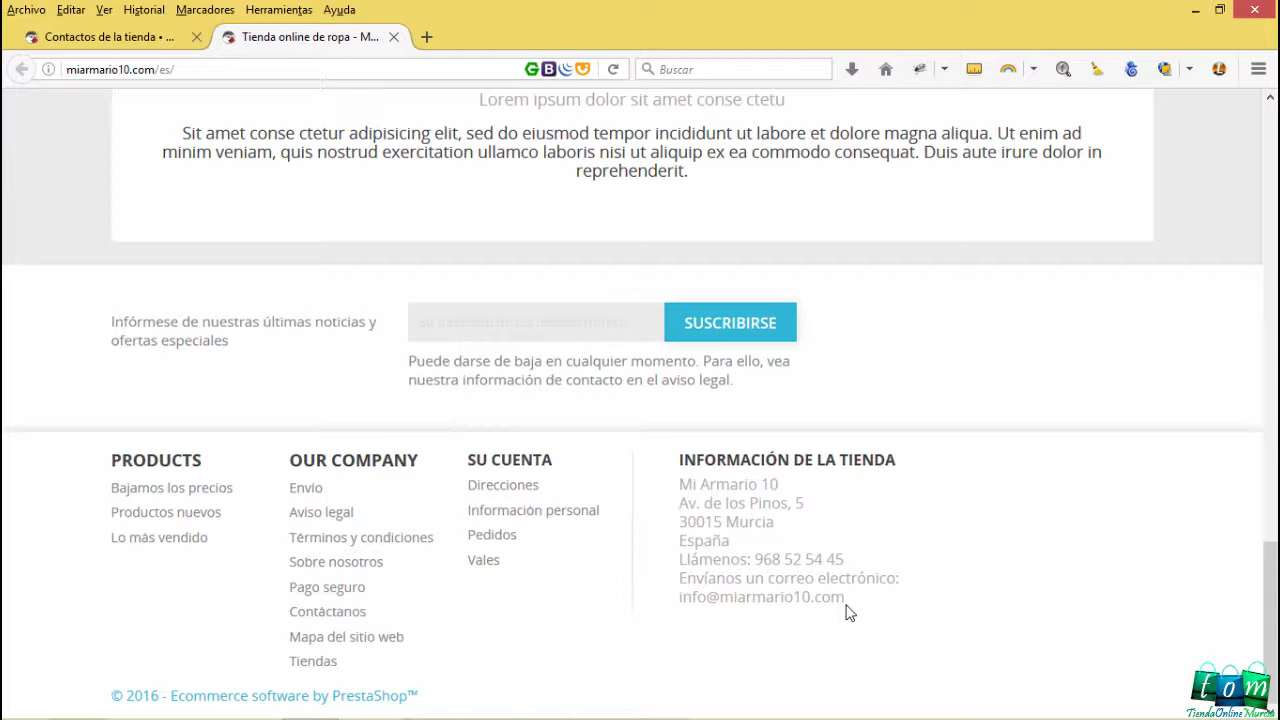 Archivo Editar Ver Historial Marcadores Herramientas Ayuda
Contactos de la tienda • ...
Tienda online de ropa - M...
miarmario10.com/es/
Buscar
Lorem ipsum dolor sit amet conse ctetu
Sit amet conse ctetur adipisicing elit, sed do eiusmod tempor incididunt ut labore et dolore magna aliqua. Ut enim ad
minim veniam, quis nostrud exercitation ullamco laboris nisi ut aliquip ex ea commodo consequat. Duis aute irure dolor in
reprehenderit.
Infórmese de nuestras últimas noticias y
ofertas especiales
SUSCRIBIRSE
Puede darse de baja en cualquier momento. Para ello, vea
nuestra información de contacto en el aviso legal.
PRODUCTS
Bajamos los precios
Productos nuevos
Lo más vendido
OUR COMPANY
Envío
Aviso legal
Términos y condiciones
Sobre nosotros
Pago seguro
Contáctanos
Mapa del sitio web
Tiendas
SU CUENTA
Direcciones
Información personal
Pedidos
Vales
INFORMACIÓN DE LA TIENDA
Mi Armario 10
Av. de los Pinos, 5
30015 Murcia
España
Llámenos: 968 52 54 45
Envíanos un correo electrónico:
info@miarmario10.com
© 2016 - Ecommerce software by PrestaShop™
tom
TiendaOnlineMurcia